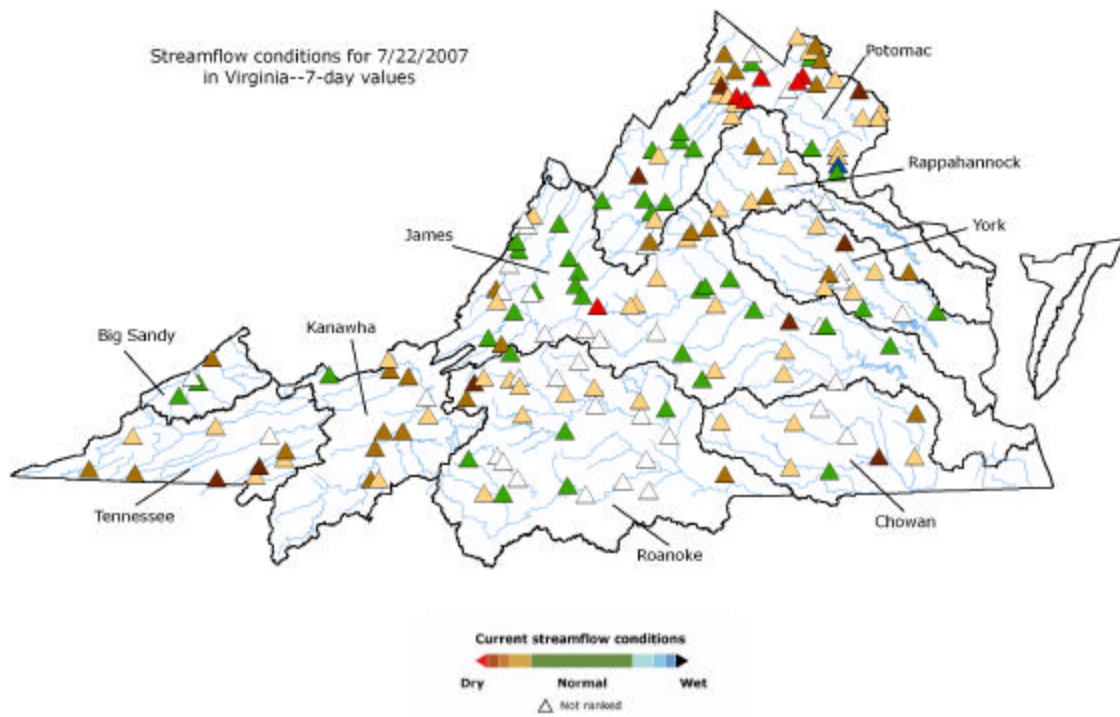 Streamflow conditions for 7/22/2007
in Virginia--7-day values
Potomac
Rappahannock
York
James
Kanawha
Big Sandy
Tennessee
Chowan
Roanoke
Current streamflow conditions
Dry Normal Wet
Not ranked